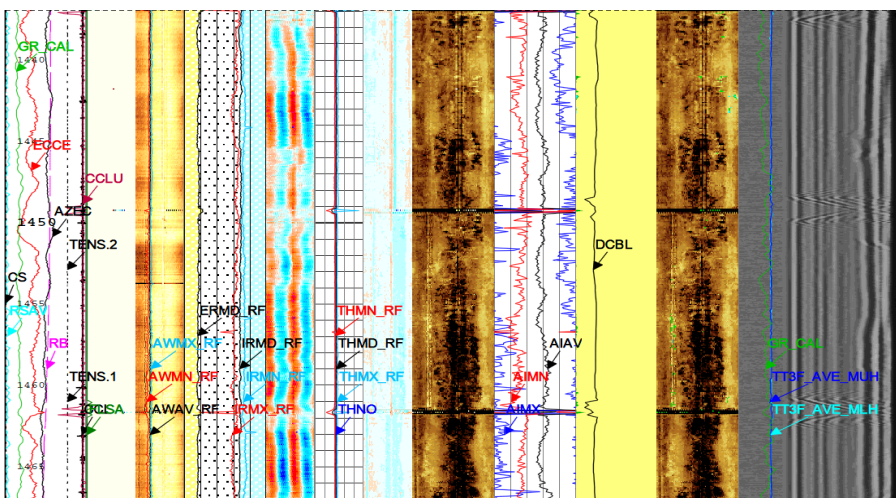 GR_CAL
1440
1445
ECCE
CCLU
AZEC
1450
TENS.2
DCBL
CS
1455
RSAV
ERMD_RF
THMN_RF
RB
AWMX_RF
IRMD_RF
THMD_RF
AIAV
GR_CAL
1460
TENS.1
AWMN_RF
IRMN_RF
THMX_RF
AIMN
TT3F_AVE_MUH
AWAV_RF
IRMX_RF
THNO
AIMX
TT3F_AVE_MLH
1465